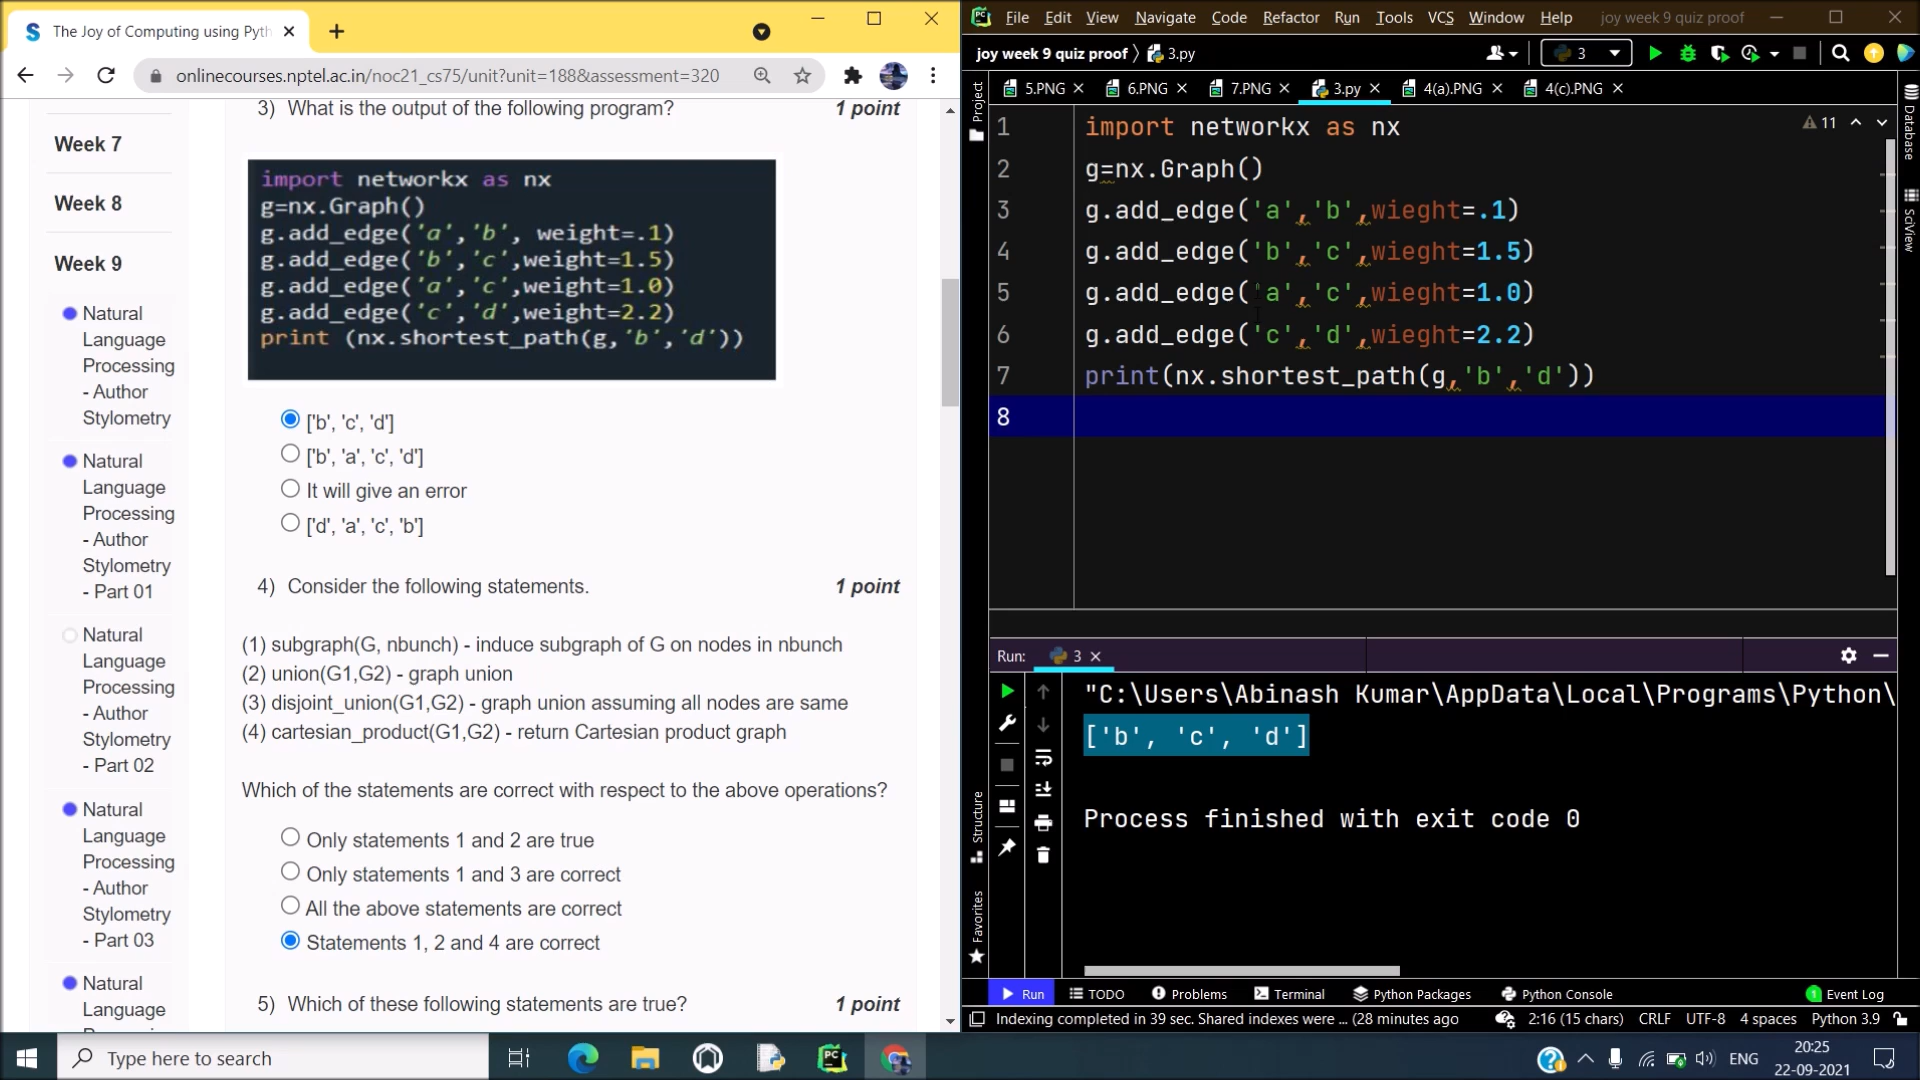 The Joy of Computing using Pyth
onlinecourses.nptel.ac.in/noc21_cs75/unit?unit=188&assessment=320
Week 7
Week 8
Week 9
Natural
Language
Processing
- Author
Stylometry
Natural
Language
Processing
- Author
Stylometry
- Part 01
Natural
Language
Processing
- Author
Stylometry
- Part 02
Natural
Language
Processing
- Author
Stylometry
- Part 03
Natural
Language
3) What is the output of the following program? 1 point
import networkx as nx
g=nx.Graph()
g.add_edge('a','b', weight=.1)
g.add_edge('b','c',weight=1.5)
g.add_edge('a','c',weight=1.0)
g.add_edge('c','d',weight=2.2)
print (nx.shortest_path(g,'b','d'))
['b', 'c', 'd']
['b', 'a', 'c', 'd']
It will give an error
['d', 'a', 'c', 'b']
4) Consider the following statements. 1 point
(1) subgraph(G, nbunch) - induce subgraph of G on nodes in nbunch
(2) union(G1,G2) - graph union
(3) disjoint_union(G1,G2) - graph union assuming all nodes are same
(4) cartesian_product(G1,G2) - return Cartesian product graph
Which of the statements are correct with respect to the above operations?
Only statements 1 and 2 are true
Only statements 1 and 3 are correct
All the above statements are correct
Statements 1, 2 and 4 are correct
5) Which of these following statements are true? 1 point
PC File Edit View Navigate Code Refactor Run Tools VCS Window Help joy week 9 quiz proof
joy week 9 quiz proof 3.py 3
5.PNG 6.PNG 7.PNG 3.py 4(a).PNG 4(c).PNG
Project
Database
SciView
11
1 import networkx as nx
2 g=nx.Graph()
3 g.add_edge('a','b',wieght=.1)
4 g.add_edge('b','c',wieght=1.5)
5 g.add_edge('a','c',wieght=1.0)
6 g.add_edge('c','d',wieght=2.2)
7 print(nx.shortest_path(g,'b','d'))
8
Run: 3
"C:\Users\Abinash Kumar\AppData\Local\Programs\Python\
['b', 'c', 'd']
Process finished with exit code 0
Structure
Favorites
Run TODO Problems Terminal Python Packages Python Console 1 Event Log
Indexing completed in 39 sec. Shared indexes were ... (28 minutes ago 2:16 (15 chars) CRLF UTF-8 4 spaces Python 3.9
Type here to search
PC
ENG
20:25
22-09-2021